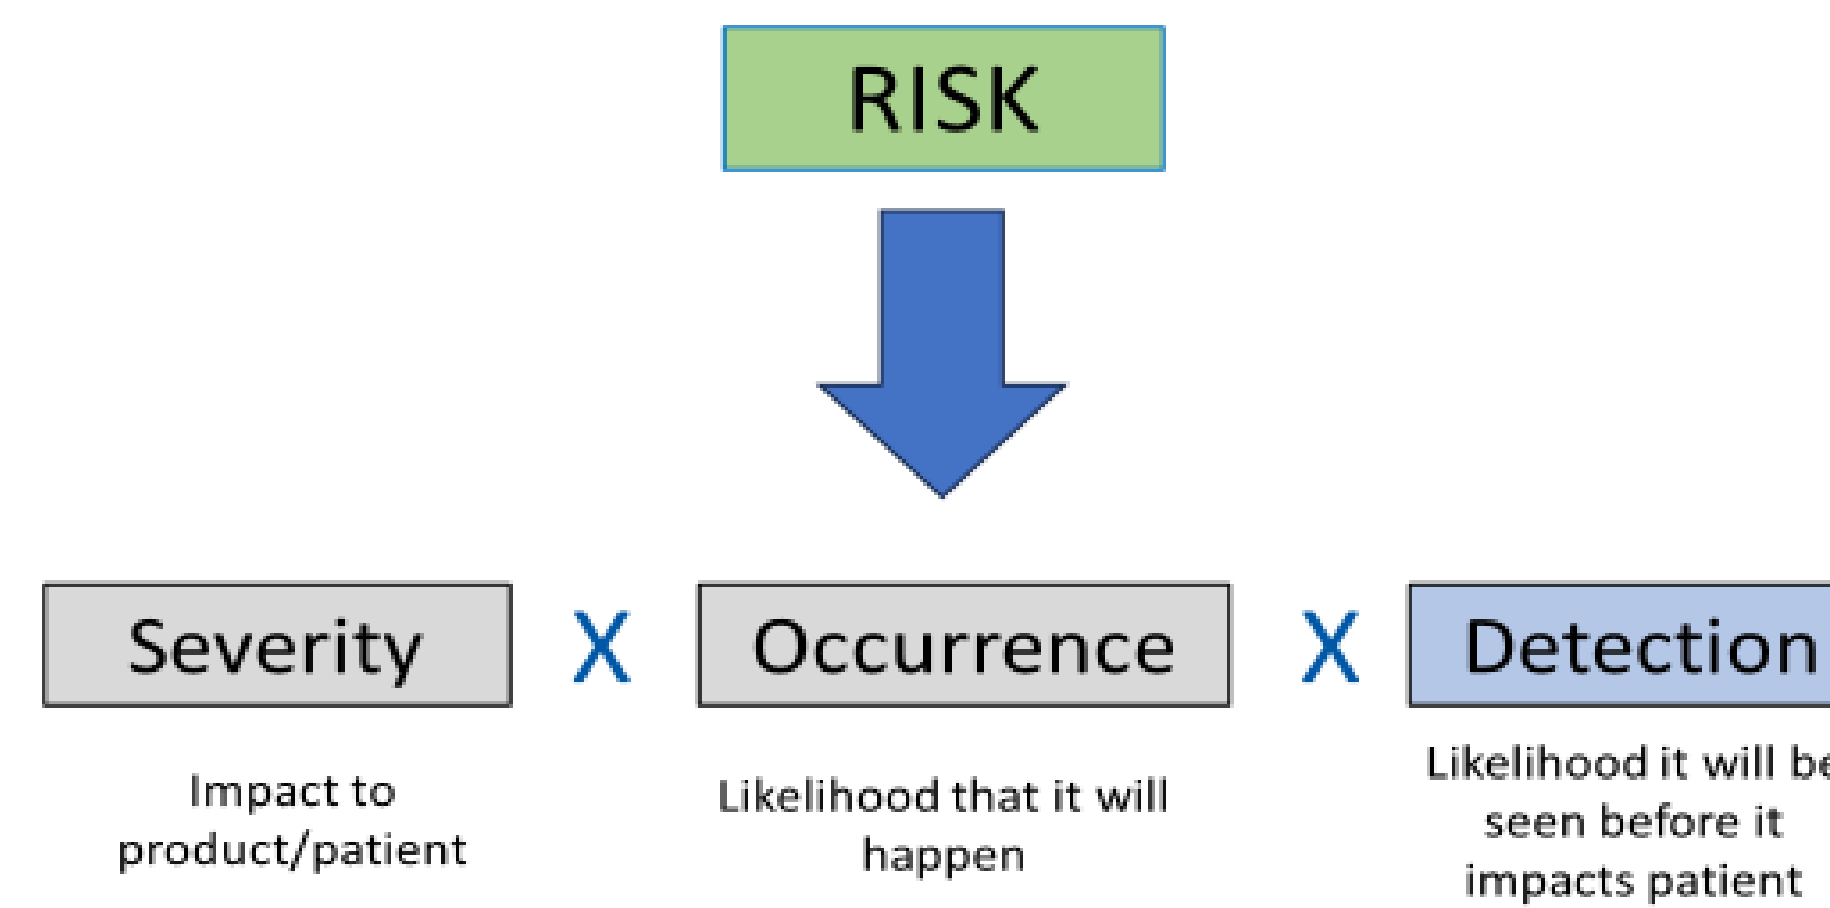 RISK
Severity X Occurrence X Detection
Impact to
product/patient
Likelihood that it will
happen
Likelihood it will be
seen before it
impacts patient